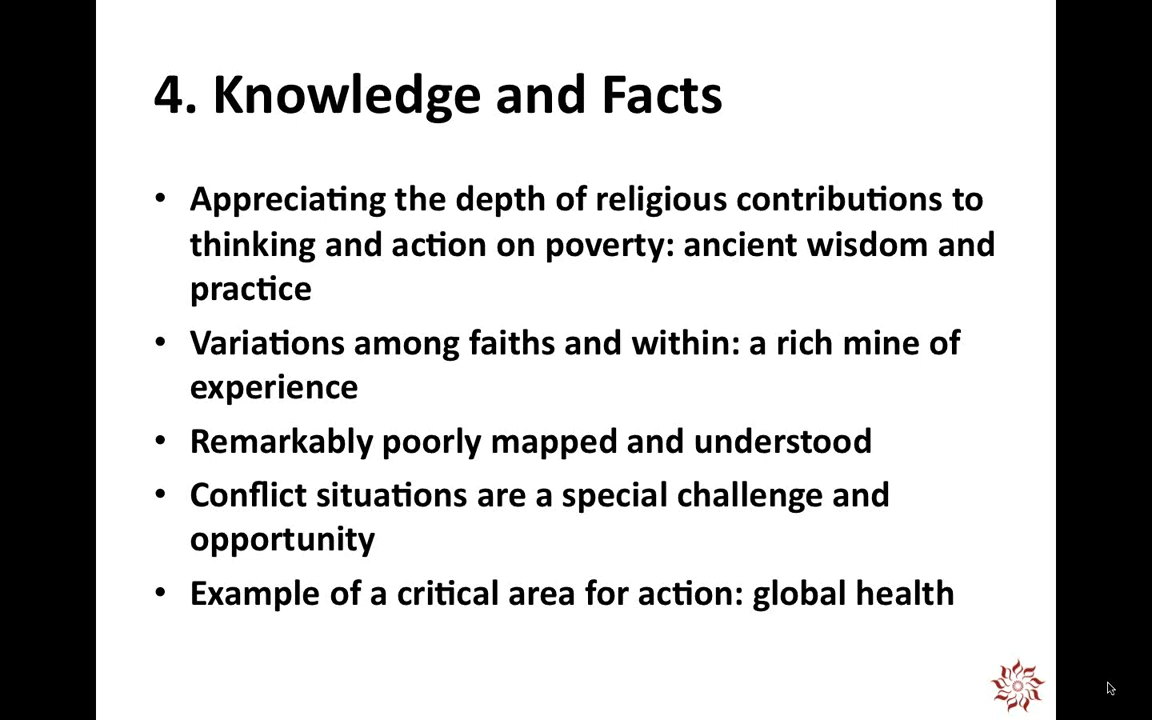 4. Knowledge and Facts
• Appreciating the depth of religious contributions to
thinking and action on poverty: ancient wisdom and
practice
• Variations among faiths and within: a rich mine of
experience
• Remarkably poorly mapped and understood
• Conflict situations are a special challenge and
opportunity
• Example of a critical area for action: global health